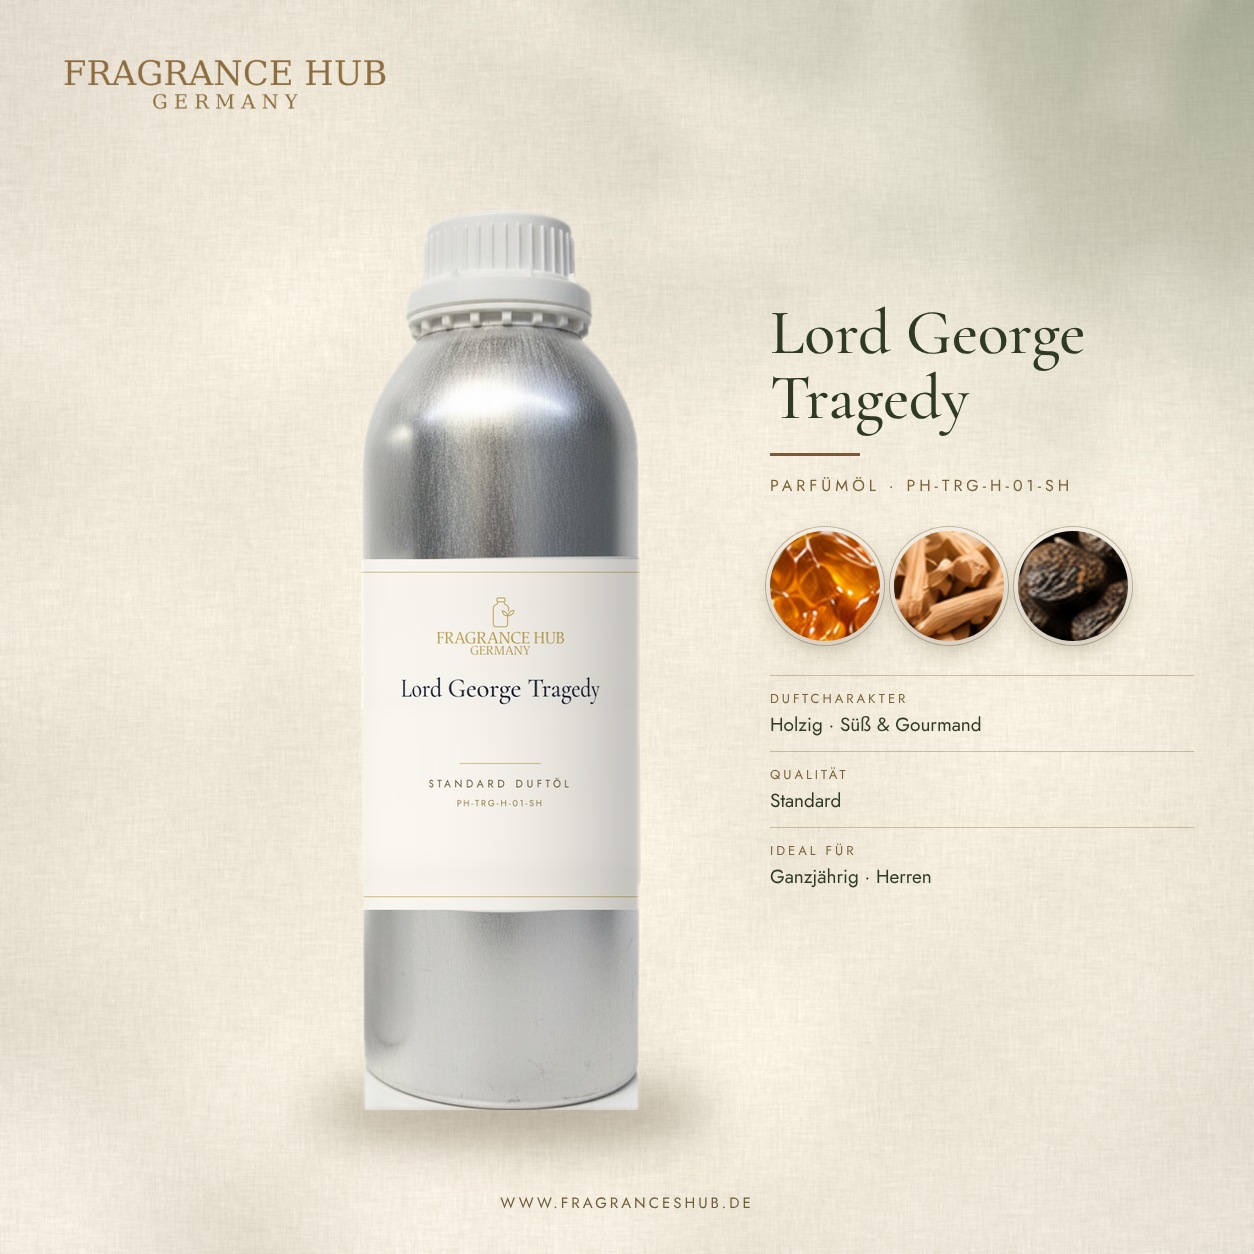 FRAGRANCE HUB
GERMANY
Lord George
Tragedy
PARFÜMÖL · PH-TRG-H-01-SH
DUFTCHARAKTER
Holzig · Süß & Gourmand
QUALITÄT
Standard
IDEAL FÜR
Ganzjährig · Herren
FRAGRANCE HUB
GERMANY
Lord George Tragedy
STANDARD DUFTÖL
PH-TRG-H-01-SH
WWW.FRAGRANCESHUB.DE